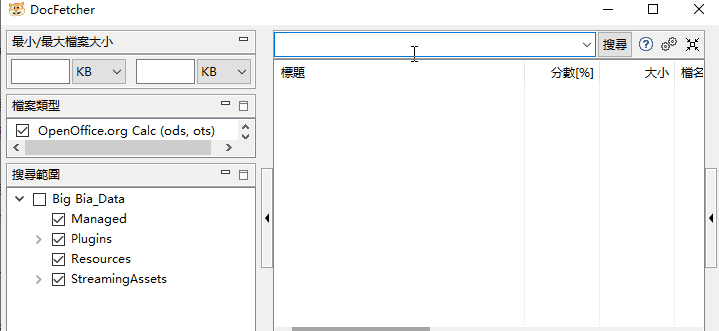 DocFetcher
最小/最大檔案大小
KB
KB
檔案類型
OpenOffice.org Calc (ods, ots)
搜尋範圍
Big Bia_Data
Managed
Plugins
Resources
StreamingAssets
搜尋
標題 分數[%] 大小 檔名